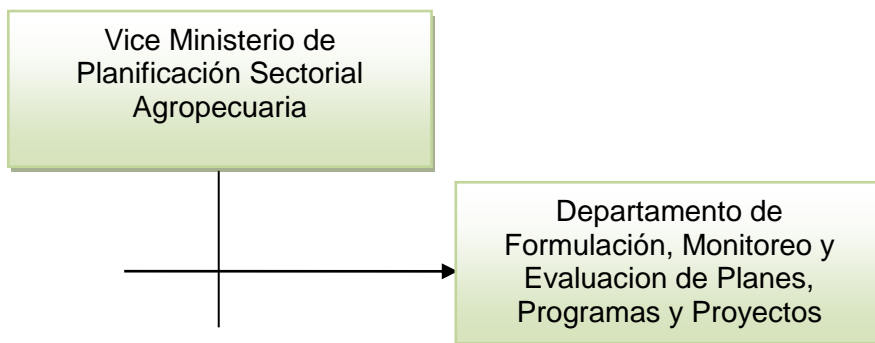 Vice Ministerio de
Planificación Sectorial
Agropecuaria
Departamento de
Formulación, Monitoreo y
Evaluacion de Planes,
Programas y Proyectos